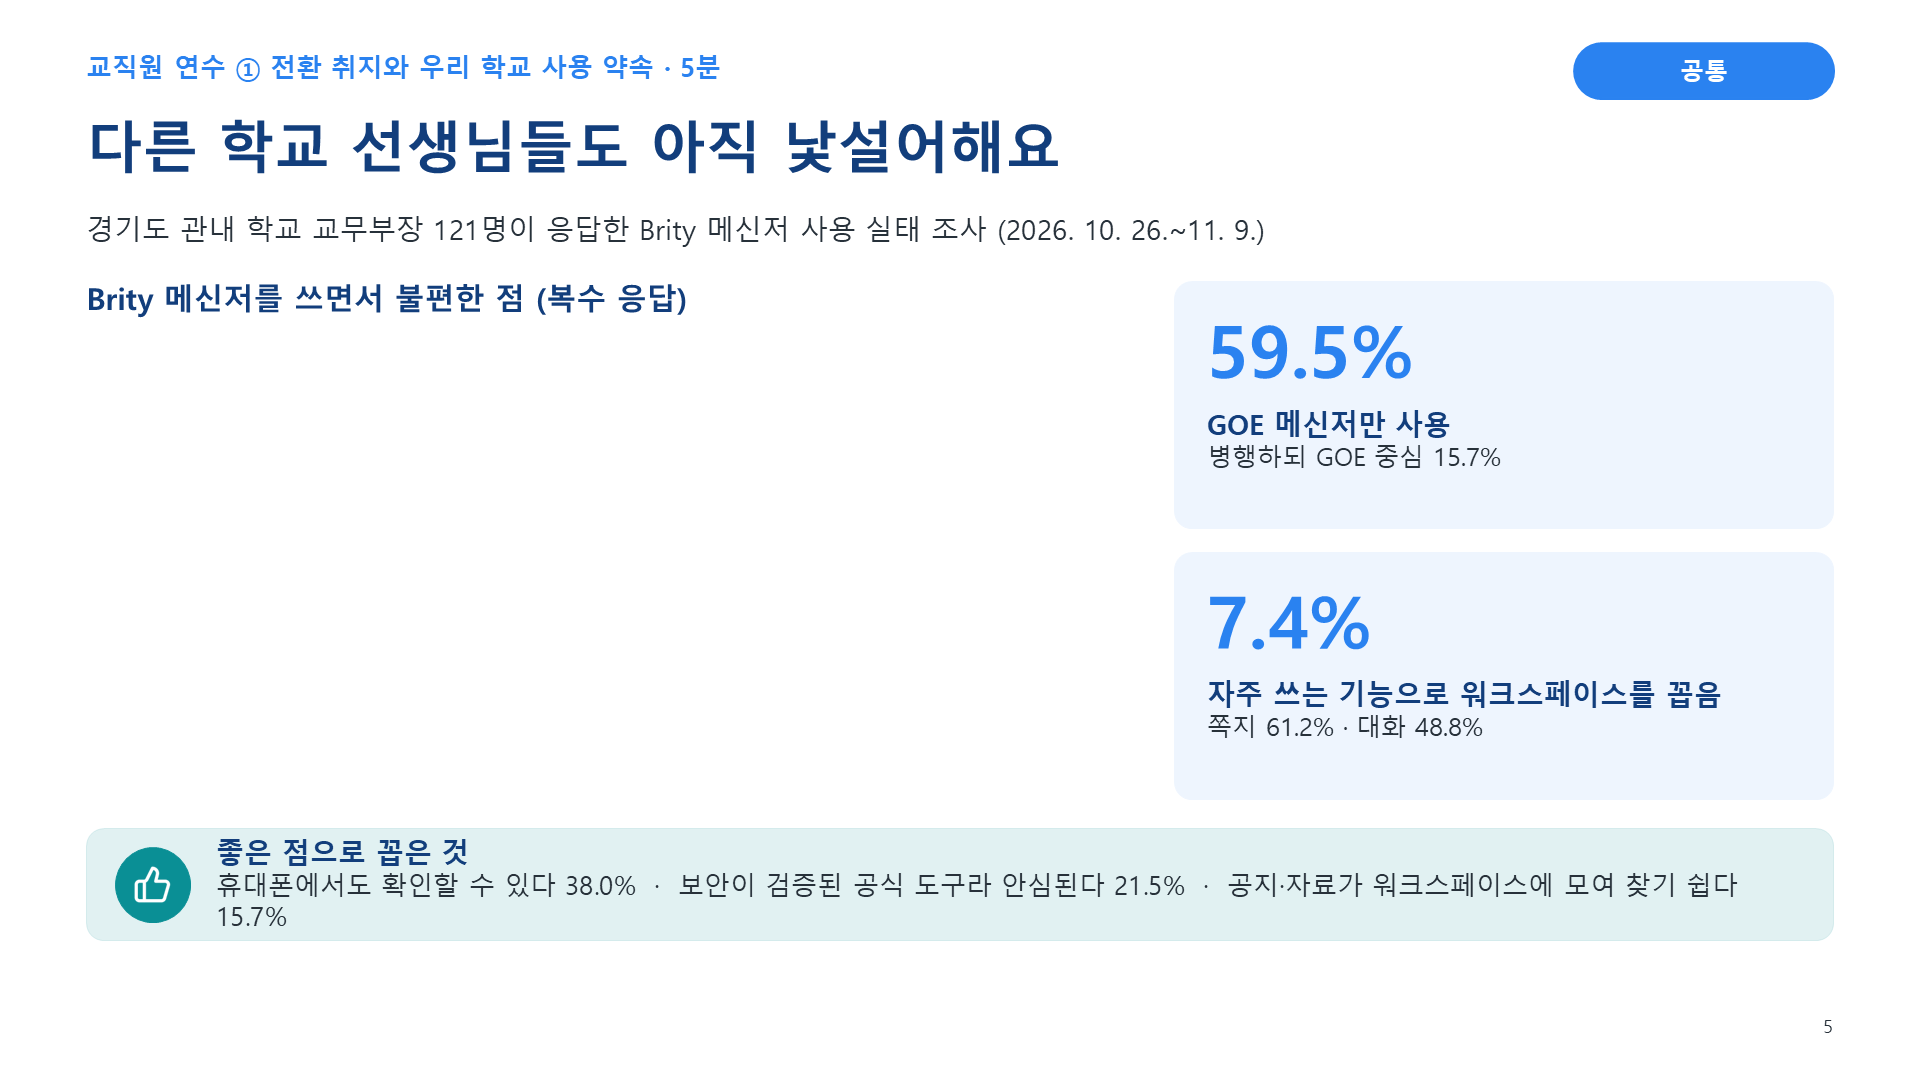 교직원 연수 ① 전환 취지와 우리 학교 사용 약속 · 5분
공통
다른 학교 선생님들도 아직 낯설어해요
경기도 관내 학교 교무부장 121명이 응답한 Brity 메신저 사용 실태 조사 (2026. 10. 26.~11. 9.)
Brity 메신저를 쓰면서 불편한 점 (복수 응답)
59.5%
GOE 메신저만 사용
병행하되 GOE 중심 15.7%
7.4%
자주 쓰는 기능으로 워크스페이스를 꼽음
쪽지 61.2% · 대화 48.8%
좋은 점으로 꼽은 것
휴대폰에서도 확인할 수 있다 38.0% · 보안이 검증된 공식 도구라 안심된다 21.5% · 공지·자료가 워크스페이스에 모여 찾기 쉽다
15.7%
5